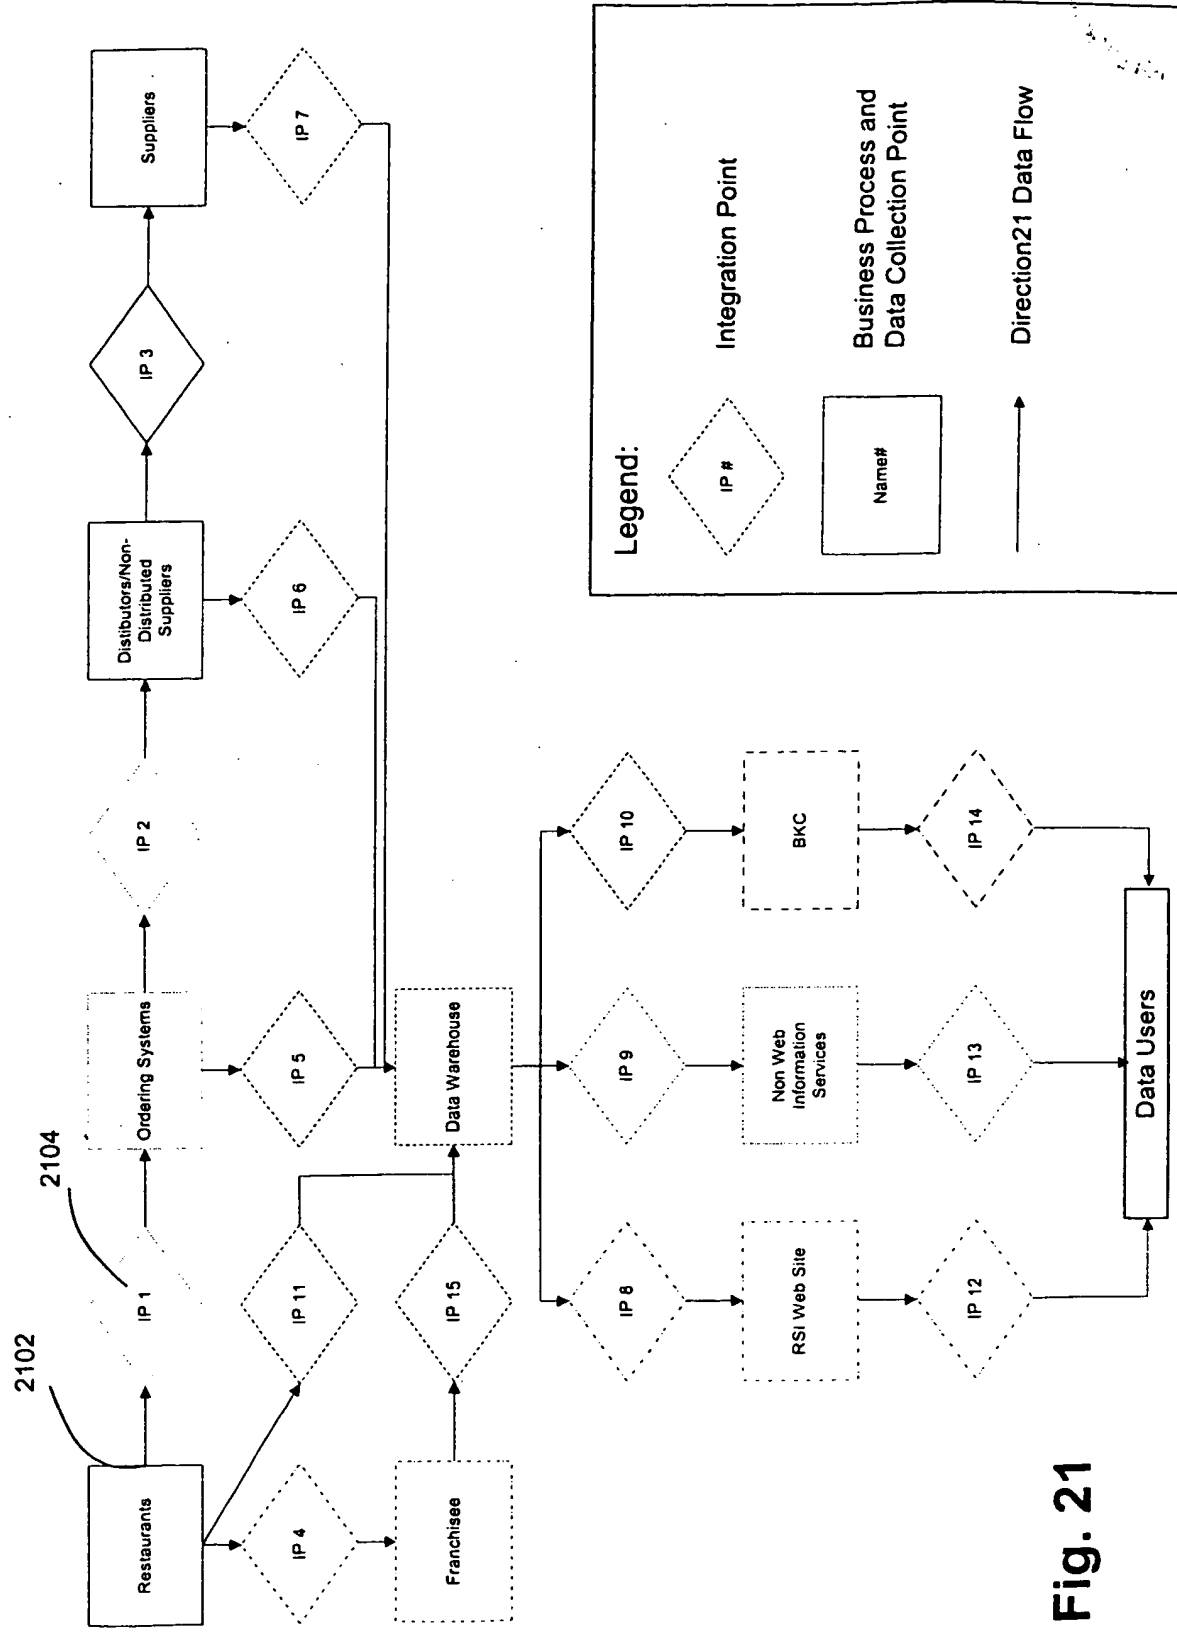 2102
2104
Restaurants
IP 1
Ordering Systems
IP 2
Distibutors/Non-
Distributed
Suppliers
IP 3
Suppliers
IP 4
IP 11
IP 5
IP 6
IP 7
Franchisee
IP 15
Data Warehouse
IP 8
IP 9
IP 10
RSI Web Site
Non Web
Information
Services
BKC
IP 12
IP 13
IP 14
Data Users
Legend:
IP #
Integration Point
Name#
Business Process and
Data Collection Point
Direction21 Data Flow
Fig. 21